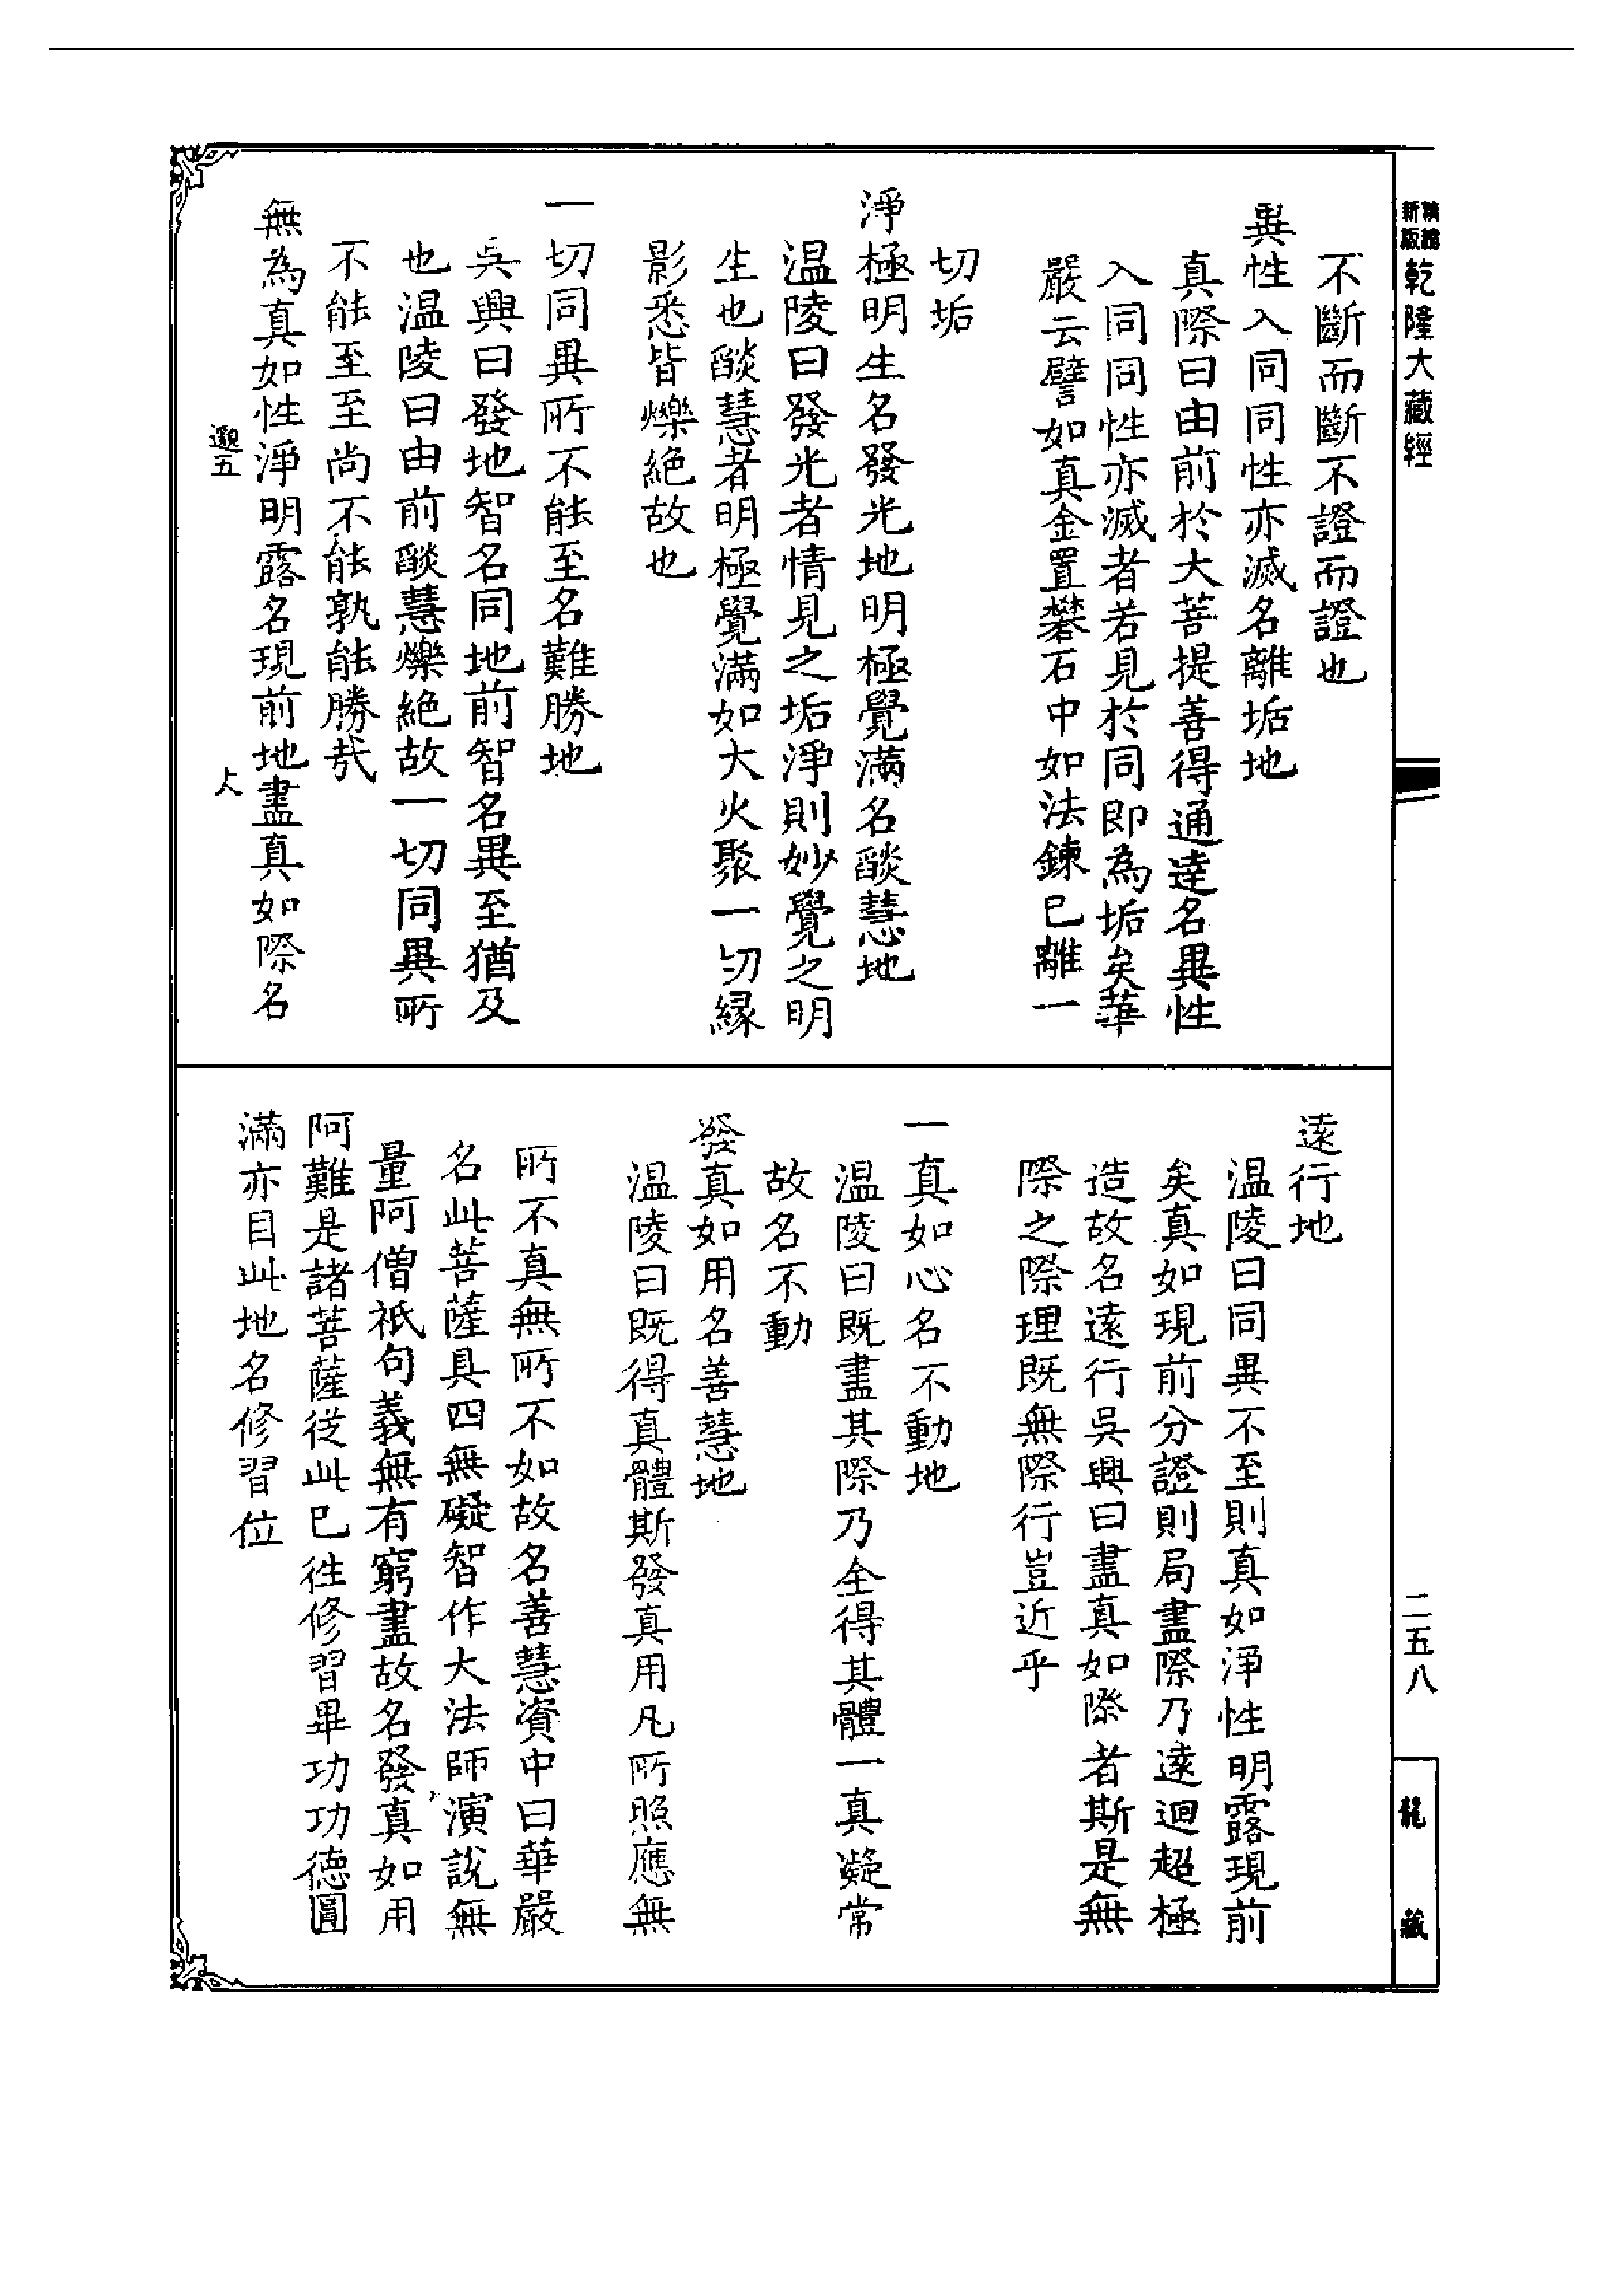 精縮新版乾隆大藏經
不斷而斷不證而證也
異性入同同性亦滅名離垢地
真際曰由前於大菩提善得通達名異性
入同同性亦滅者若見於同即為垢矣華
嚴云譬如真金置礬石中如法鍊已離一
切垢
淨極明生名發光地明極覺滿名燄慧地
温陵曰發光者情見之垢淨則妙覺之明
生也燄慧者明極覺滿如大火聚一切緣
影悉皆爍絶故也
一切同異所不能至名難勝地
吳興曰發地智名同地前智名異至猶及
也温陵曰由前燄慧爍絶故一切同異所
不能至至尚不能孰能勝哉
無為真如性淨明露名現前地盡真如際名
遠行地
温陵曰同異不至則真如淨性明露現前
矣真如現前分證則局盡際乃逺迴超極
造故名逺行吳興曰盡真如際者斯是無
際之際理既無際行豈近乎
一真如心名不動地
温陵曰既盡其際乃全得其體一真凝常
故名不動
發真如用名善慧地
温陵曰既得真體斯發真用凡所照應無
所不真無所不如故名善慧資中曰華嚴
名此菩薩具四無礙智作大法師演說無
量阿僧祇句義無有窮盡故名發真如用
阿難是諸菩薩從此已往修習畢功功德圓
滿亦目此地名修習位
二五八
龍藏